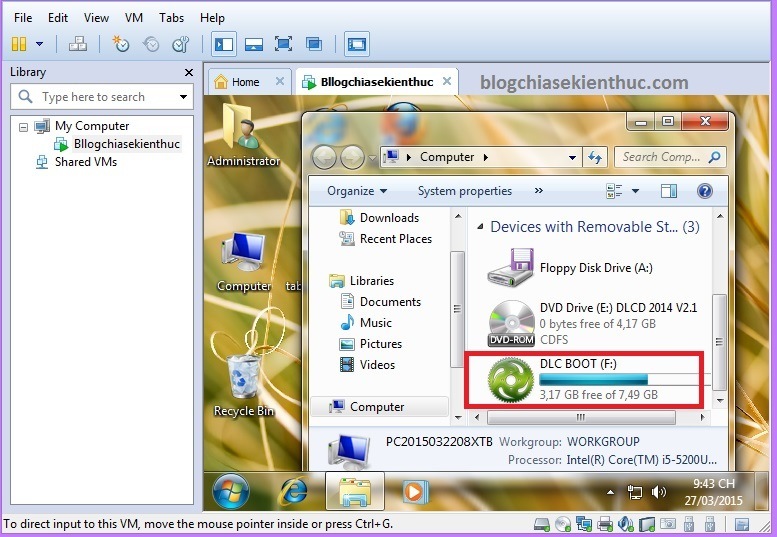 File Edit View VM Tabs Help
Library
Type here to search
My Computer
Bllogchiasekienthuc
Shared VMs
Home
Bllogchiasekienthuc
blogchiasekienthuc.com
Administrator
Computer
tab
Recycle Bin
Computer
Search Comp...
Organize
System properties
»
Downloads
Recent Places
Libraries
Documents
Music
Pictures
Videos
Computer
Devices with Removable St... (3)
Floppy Disk Drive (A:)
DVD Drive (E:) DLCD 2014 V2.1
0 bytes free of 4,17 GB
CDFS
DVD-ROM
DLC BOOT (F:)
3,17 GB free of 7,49 GB
PC2015032208XTB Workgroup: WORKGROUP
Processor: Intel(R) Core(TM) i5-5200U...
9:43 CH
27/03/2015
To direct input to this VM, move the mouse pointer inside or press Ctrl+G.